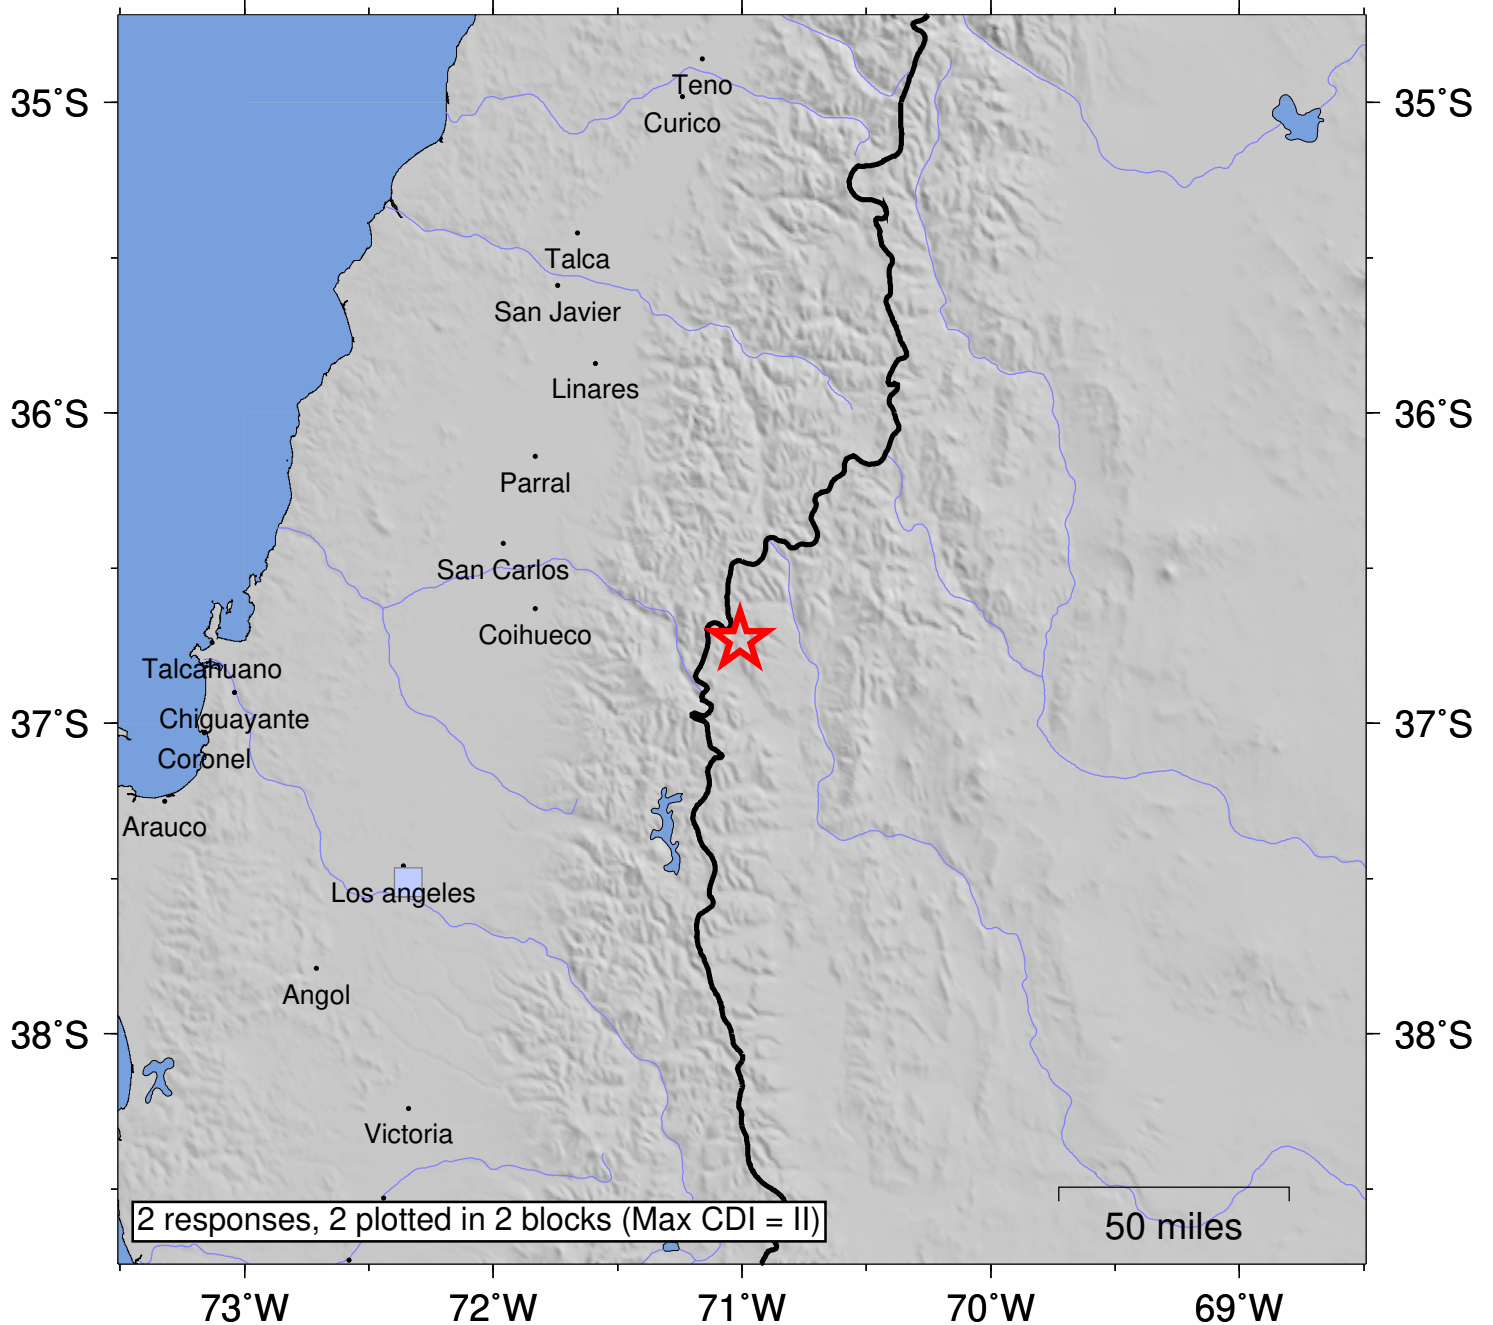 Teno
35°S
35°S
Curico
Talca
San Javier
Linares
36°S
36°S
Parral
San Carlos
Coihueco
Talcahuano
Chiguayante
37°S
37°S
Coronel
Arauco
Los angeles
Angol
38°S
38°S
Victoria
2 responses, 2 plotted in 2 blocks (Max CDI = II)
50 miles
73°W
72°W
71°W
70°W
69°W